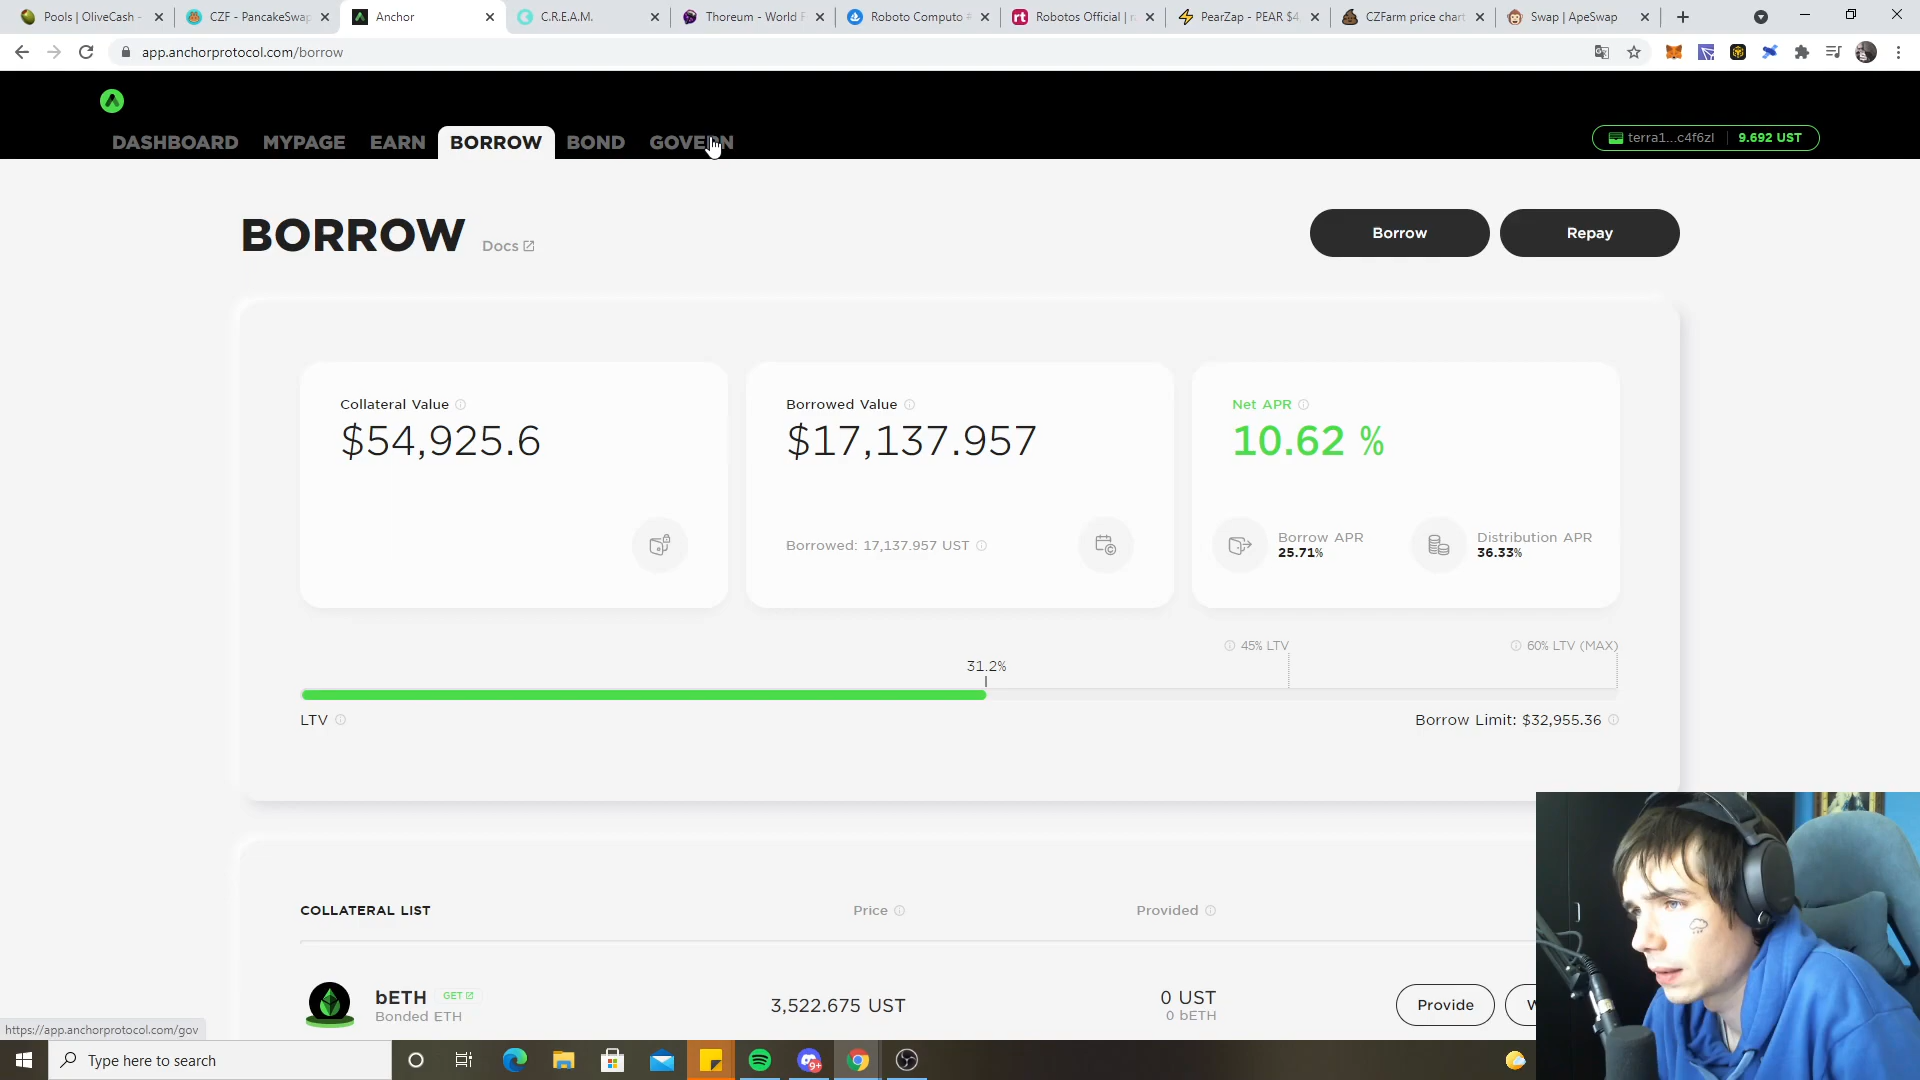 Pools | OliveCash -
CZF - PancakeSwap
Anchor
C.R.E.A.M.
Thoreum - World F
Roboto Computo #
Robotos Official | r
PearZap - PEAR $4
CZFarm price chart
Swap | ApeSwap
app.anchorprotocol.com/borrow
DASHBOARD
MYPAGE
EARN
BORROW
BOND
GOVERN
terra1...c4f6zl
9.692 UST
BORROW
Docs
Borrow
Repay
Collateral Value
$54,925.6
Borrowed Value
$17,137.957
Borrowed: 17,137.957 UST
Net APR
10.62 %
Borrow APR
25.71%
Distribution APR
36.33%
45% LTV
60% LTV (MAX)
31.2%
LTV
Borrow Limit: $32,955.36
COLLATERAL LIST
Price
Provided
bETH
GET
Bonded ETH
3,522.675 UST
0 UST
0 bETH
Provide
W
https://app.anchorprotocol.com/gov
Type here to search
9+